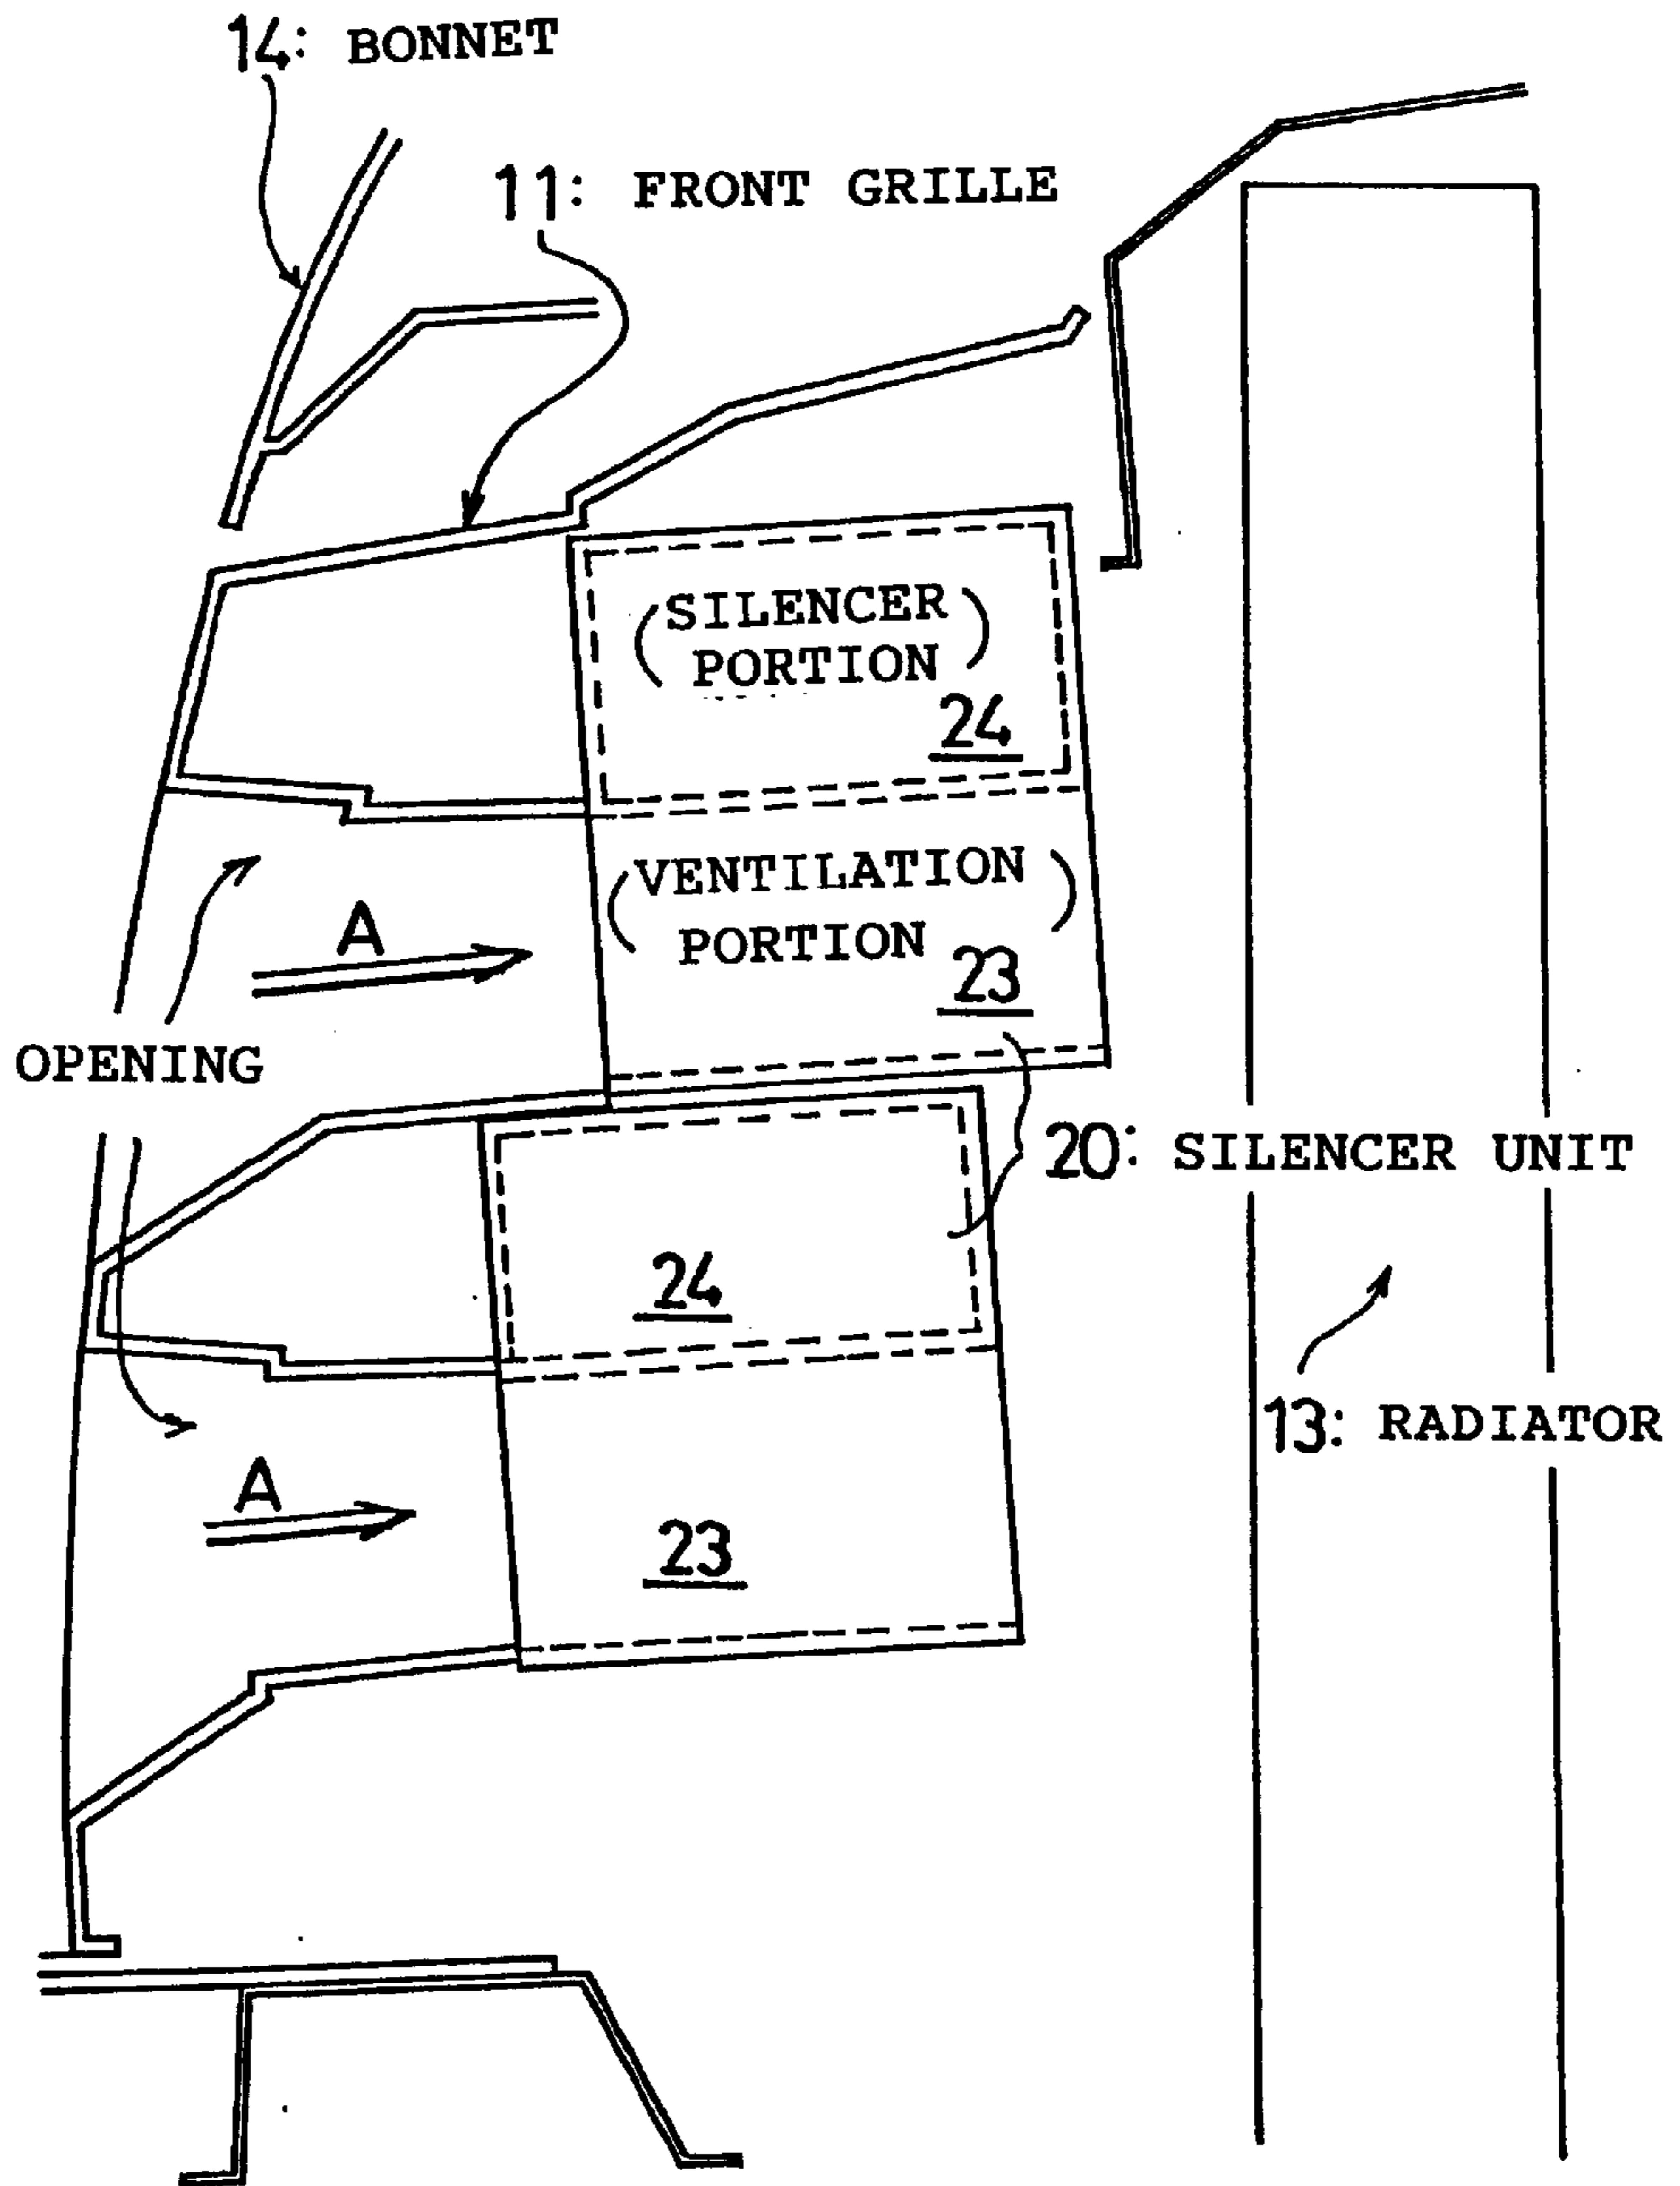 14: BONNET
11: FRONT GRILLE
(SILENCER
PORTION)
24
(VENTILATION
PORTION)
A
23
OPENING
20: SILENCER UNIT
24
13: RADIATOR
A
23